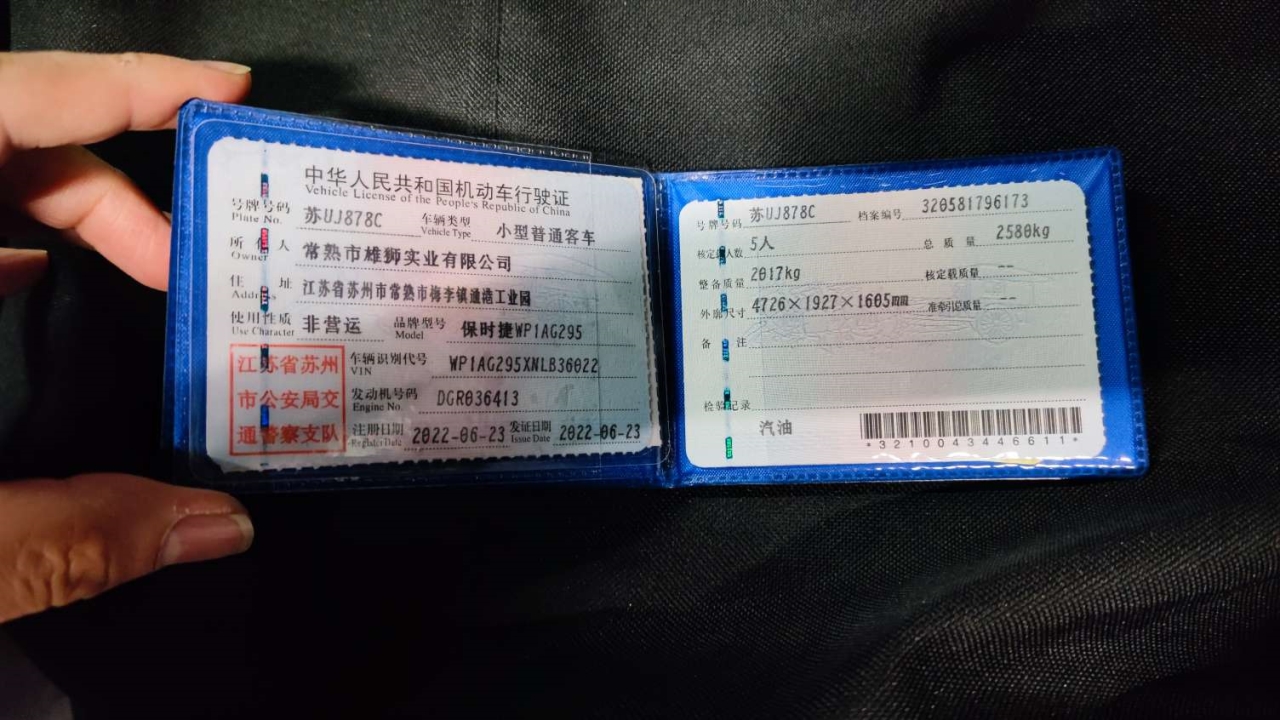 中华人民共和国机动车行驶证
Vehicle License of the People's Republic of China
号牌号码 苏UJ878C 车辆类型 小型普通客车
Plate No. Vehicle Type
所有人 常熟市雄狮实业有限公司
Owner
住址 江苏省苏州市常熟市梅李镇通浩工业园
Address
使用性质 非营运 品牌型号 保时捷WP1AG295
Use Character Model
江苏省苏州 车辆识别代号 WP1AG295XNLB36022
VIN
市公安局交 发动机号码 DGR036413
Engine No.
通警察支队 注册日期 2022-06-23 发证日期 2022-06-23
Register Date Issue Date
号牌号码 苏UJ878C 档案编号 320581796173
核定载人数 5人 总质量 2580kg
整备质量 2017kg 核定载质量 --
外廓尺寸 4726×1927×1605mm 准牵引总质量 --
备注
检验记录
汽油
*3210043446611*